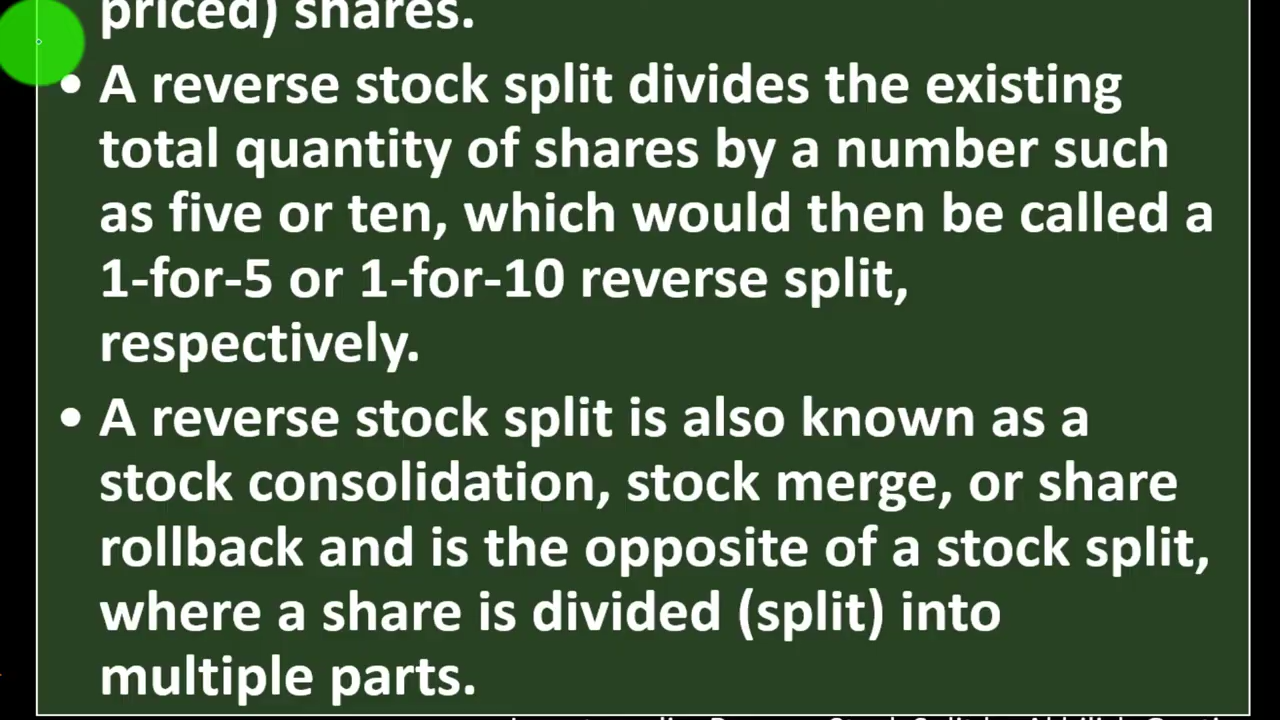 priced) shares.
• A reverse stock split divides the existing
total quantity of shares by a number such
as five or ten, which would then be called a
1-for-5 or 1-for-10 reverse split,
respectively.
• A reverse stock split is also known as a
stock consolidation, stock merge, or share
rollback and is the opposite of a stock split,
where a share is divided (split) into
multiple parts.